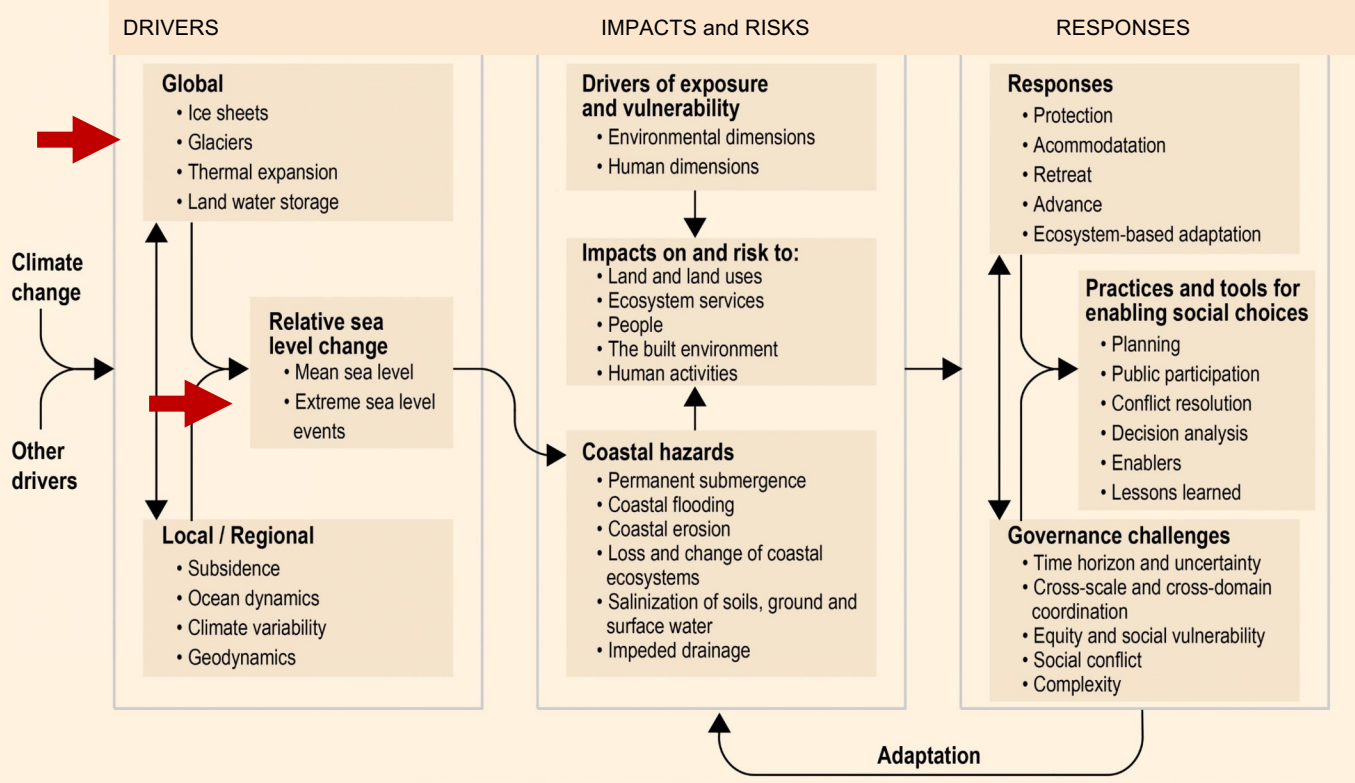 DRIVERS
IMPACTS and RISKS
RESPONSES
Climate
change
Other
drivers
Global
• Ice sheets
• Glaciers
• Thermal expansion
• Land water storage
Relative sea
level change
• Mean sea level
• Extreme sea level
events
Local / Regional
• Subsidence
• Ocean dynamics
• Climate variability
• Geodynamics
Drivers of exposure
and vulnerability
• Environmental dimensions
• Human dimensions
Impacts on and risk to:
• Land and land uses
• Ecosystem services
• People
• The built environment
• Human activities
Coastal hazards
• Permanent submergence
• Coastal flooding
• Coastal erosion
• Loss and change of coastal
ecosystems
• Salinization of soils, ground and
surface water
• Impeded drainage
Responses
• Protection
• Acommodatation
• Retreat
• Advance
• Ecosystem-based adaptation
Practices and tools for
enabling social choices
• Planning
• Public participation
• Conflict resolution
• Decision analysis
• Enablers
• Lessons learned
Governance challenges
• Time horizon and uncertainty
• Cross-scale and cross-domain
coordination
• Equity and social vulnerability
• Social conflict
• Complexity
Adaptation